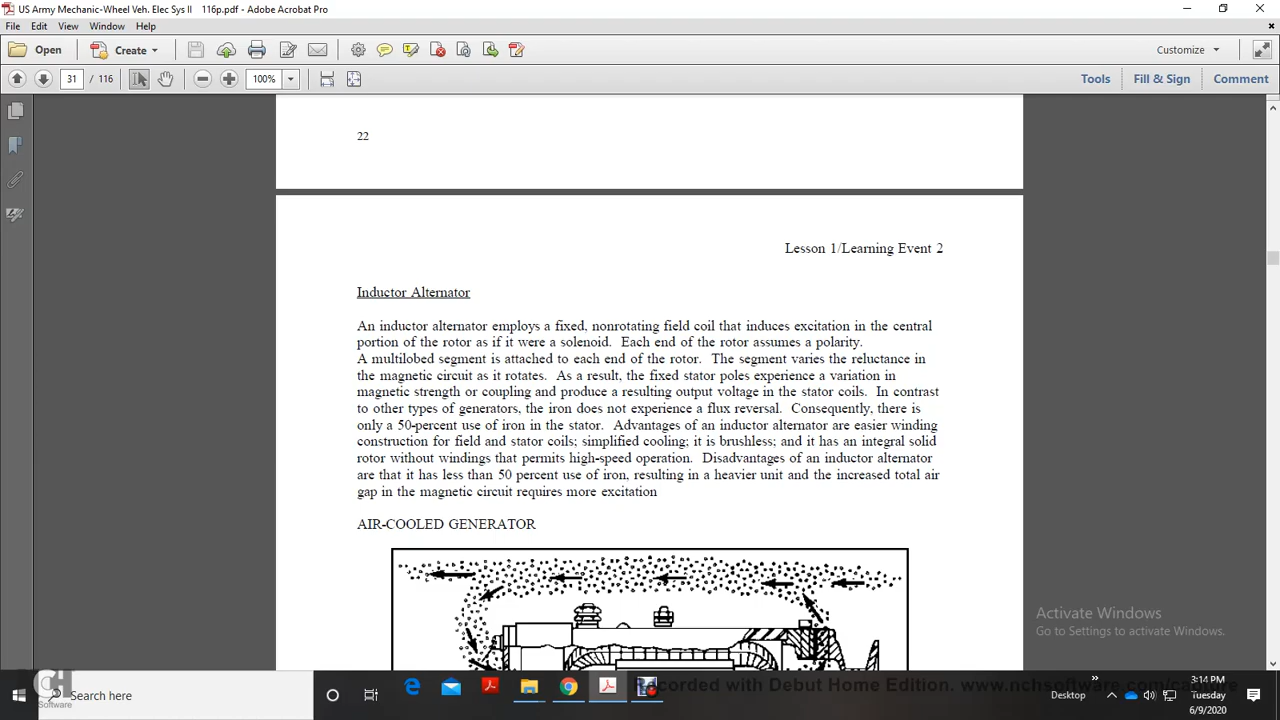 US Army Mechanic-Wheel Veh. Elec Sys II 116p.pdf - Adobe Acrobat Pro
File Edit View Window Help
Open Create Customize
31 / 116 100% Tools Fill & Sign Comment
22
Lesson 1/Learning Event 2
Inductor Alternator
An inductor alternator employs a fixed, nonrotating field coil that induces excitation in the central
portion of the rotor as if it were a solenoid. Each end of the rotor assumes a polarity.
A multilobed segment is attached to each end of the rotor. The segment varies the reluctance in
the magnetic circuit as it rotates. As a result, the fixed stator poles experience a variation in
magnetic strength or coupling and produce a resulting output voltage in the stator coils. In contrast
to other types of generators, the iron does not experience a flux reversal. Consequently, there is
only a 50-percent use of iron in the stator. Advantages of an inductor alternator are easier winding
construction for field and stator coils; simplified cooling; it is brushless; and it has an integral solid
rotor without windings that permits high-speed operation. Disadvantages of an inductor alternator
are that it has less than 50 percent use of iron, resulting in a heavier unit and the increased total air
gap in the magnetic circuit requires more excitation
AIR-COOLED GENERATOR
Activate Windows
Go to Settings to activate Windows.
CH
Software
Search here
Recorded with Debut Home Edition. www.nchsoftware.com/capture
Desktop
3:14 PM
Tuesday
6/9/2020